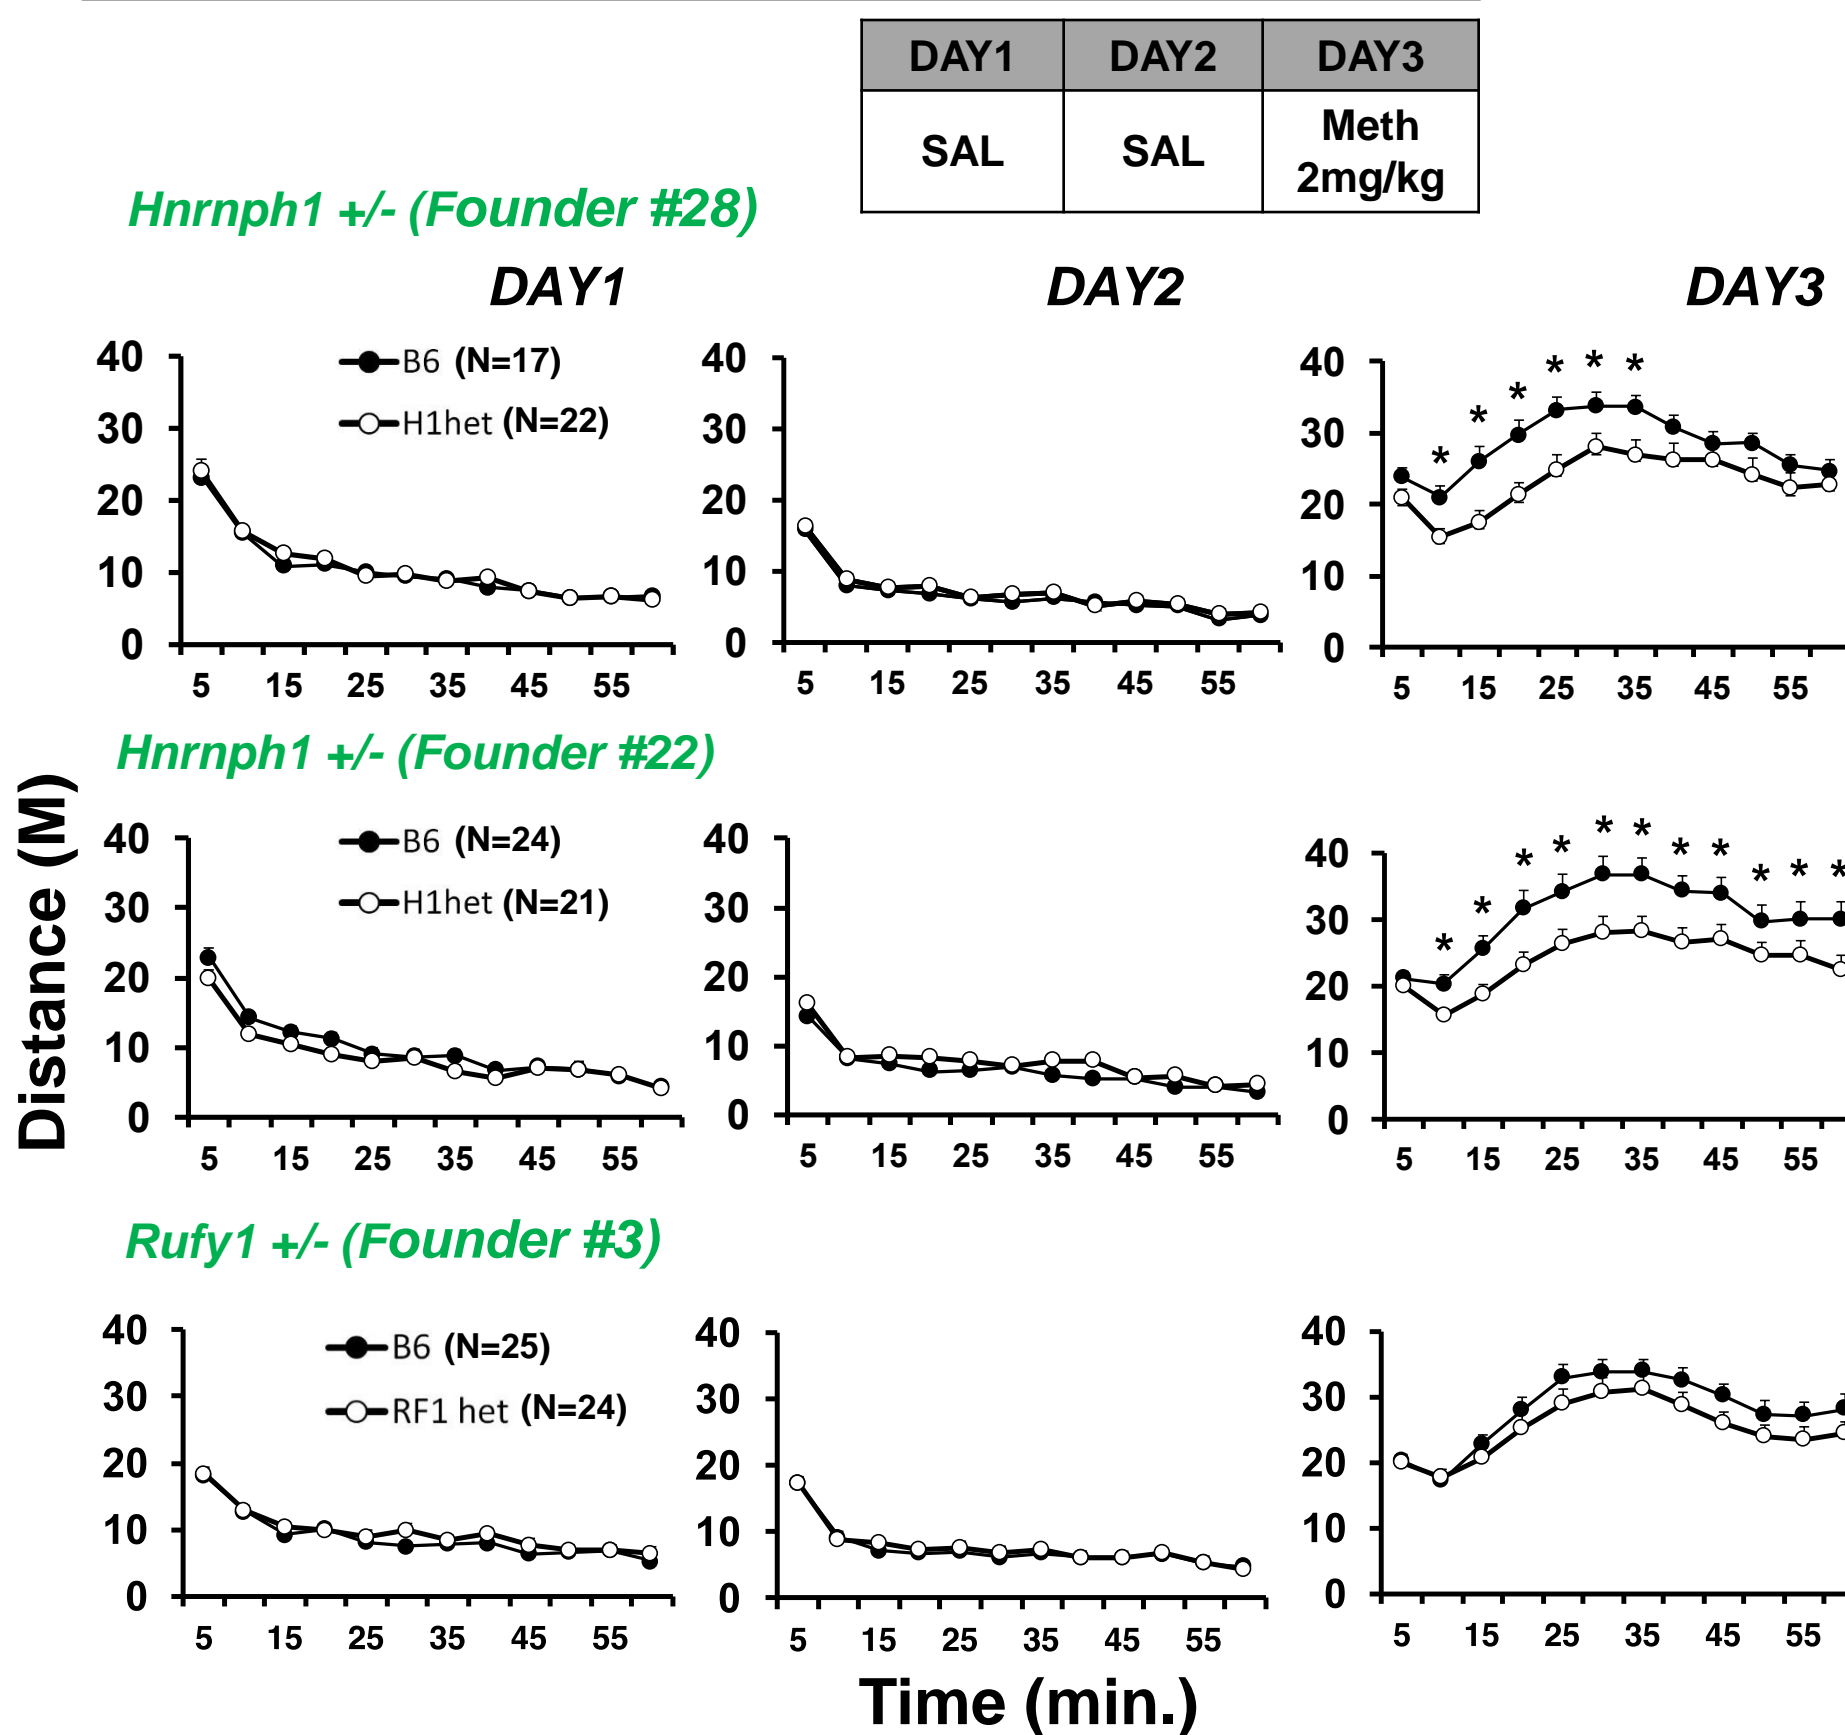 DAY1 DAY2 DAY3
SAL SAL Meth 2mg/kg
Hnrnph1 +/- (Founder #28)
DAY1 DAY2 DAY3
40 30 20 10 0
B6 (N=17)
H1het (N=22)
5 15 25 35 45 55
40 30 20 10 0
5 15 25 35 45 55
40 30 20 10 0
* * * * * * *
5 15 25 35 45 55
Hnrnph1 +/- (Founder #22)
Distance (M)
40 30 20 10 0
B6 (N=24)
H1het (N=21)
5 15 25 35 45 55
40 30 20 10 0
5 15 25 35 45 55
40 30 20 10 0
* * * * * * * * * * *
5 15 25 35 45 55
Rufy1 +/- (Founder #3)
40 30 20 10 0
B6 (N=25)
RF1 het (N=24)
5 15 25 35 45 55
40 30 20 10 0
5 15 25 35 45 55
40 30 20 10 0
5 15 25 35 45 55
Time (min.)